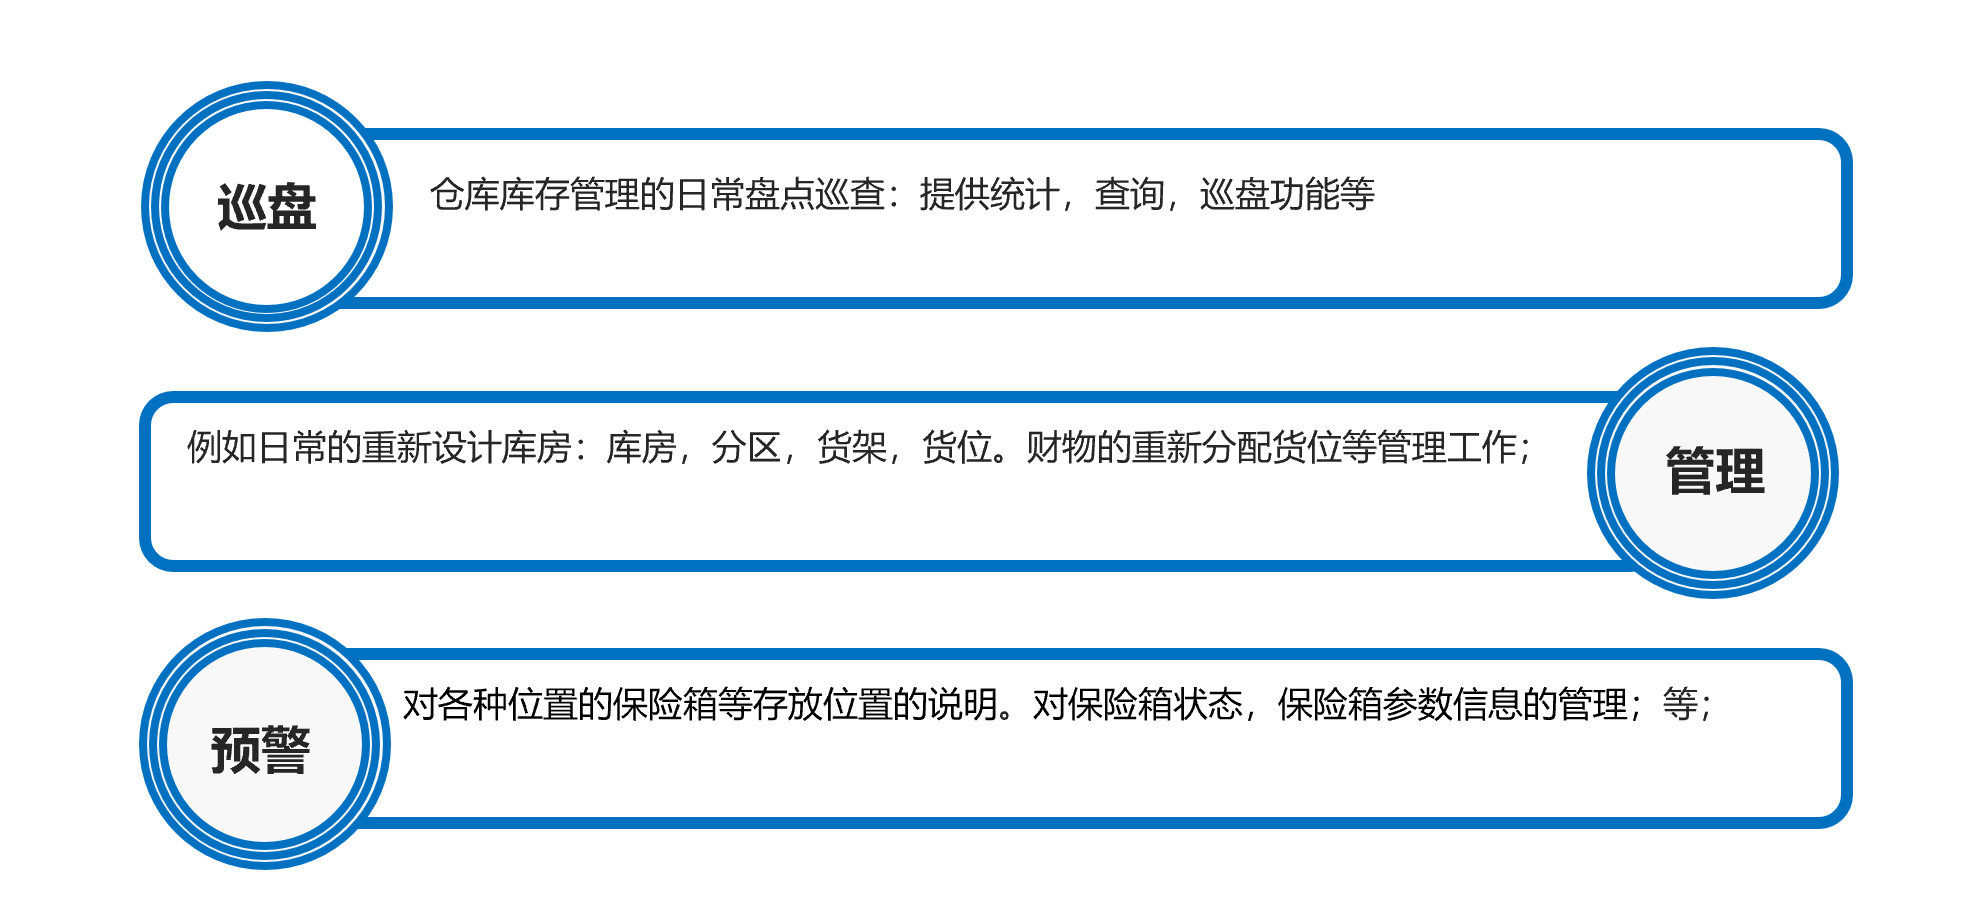 巡盘
仓库库存管理的日常盘点巡查：提供统计，查询，巡盘功能等
例如日常的重新设计库房：库房，分区，货架，货位。财物的重新分配货位等管理工作；
管理
预警
对各种位置的保险箱等存放位置的说明。对保险箱状态，保险箱参数信息的管理；等；